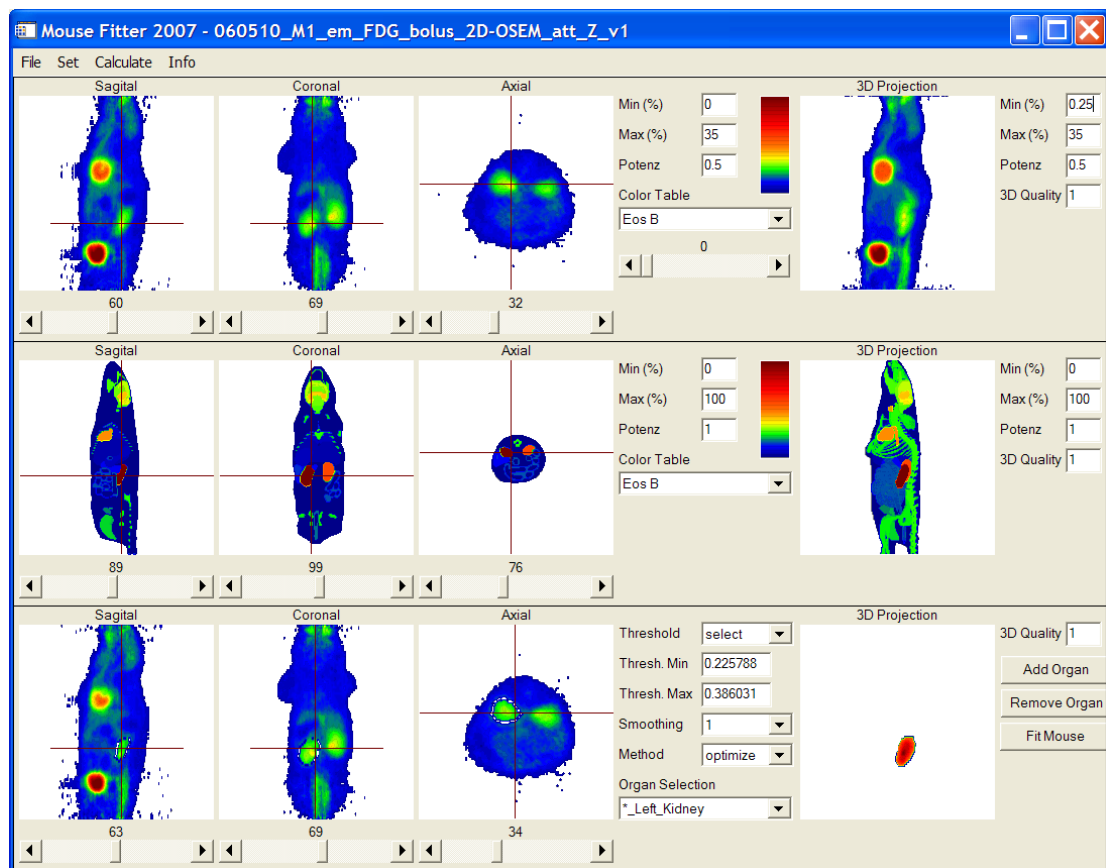 Mouse Fitter 2007 - 060510_M1_em_FDG_bolus_2D-OSEM_att_Z_v1
File Set Calculate Info
Sagital Coronal Axial 3D Projection
Min (%) 0 Min (%) 0.25
Max (%) 35 Max (%) 35
Potenz 0.5 Potenz 0.5
Color Table 3D Quality 1
Eos B
0
60 69 32
Sagital Coronal Axial 3D Projection
Min (%) 0 Min (%) 0
Max (%) 100 Max (%) 100
Potenz 1 Potenz 1
Color Table 3D Quality 1
Eos B
89 99 76
Sagital Coronal Axial 3D Projection
Threshold select 3D Quality 1
Thresh. Min 0.225788 Add Organ
Thresh. Max 0.386031 Remove Organ
Smoothing 1 Fit Mouse
Method optimize
Organ Selection
*_Left_Kidney
63 69 34